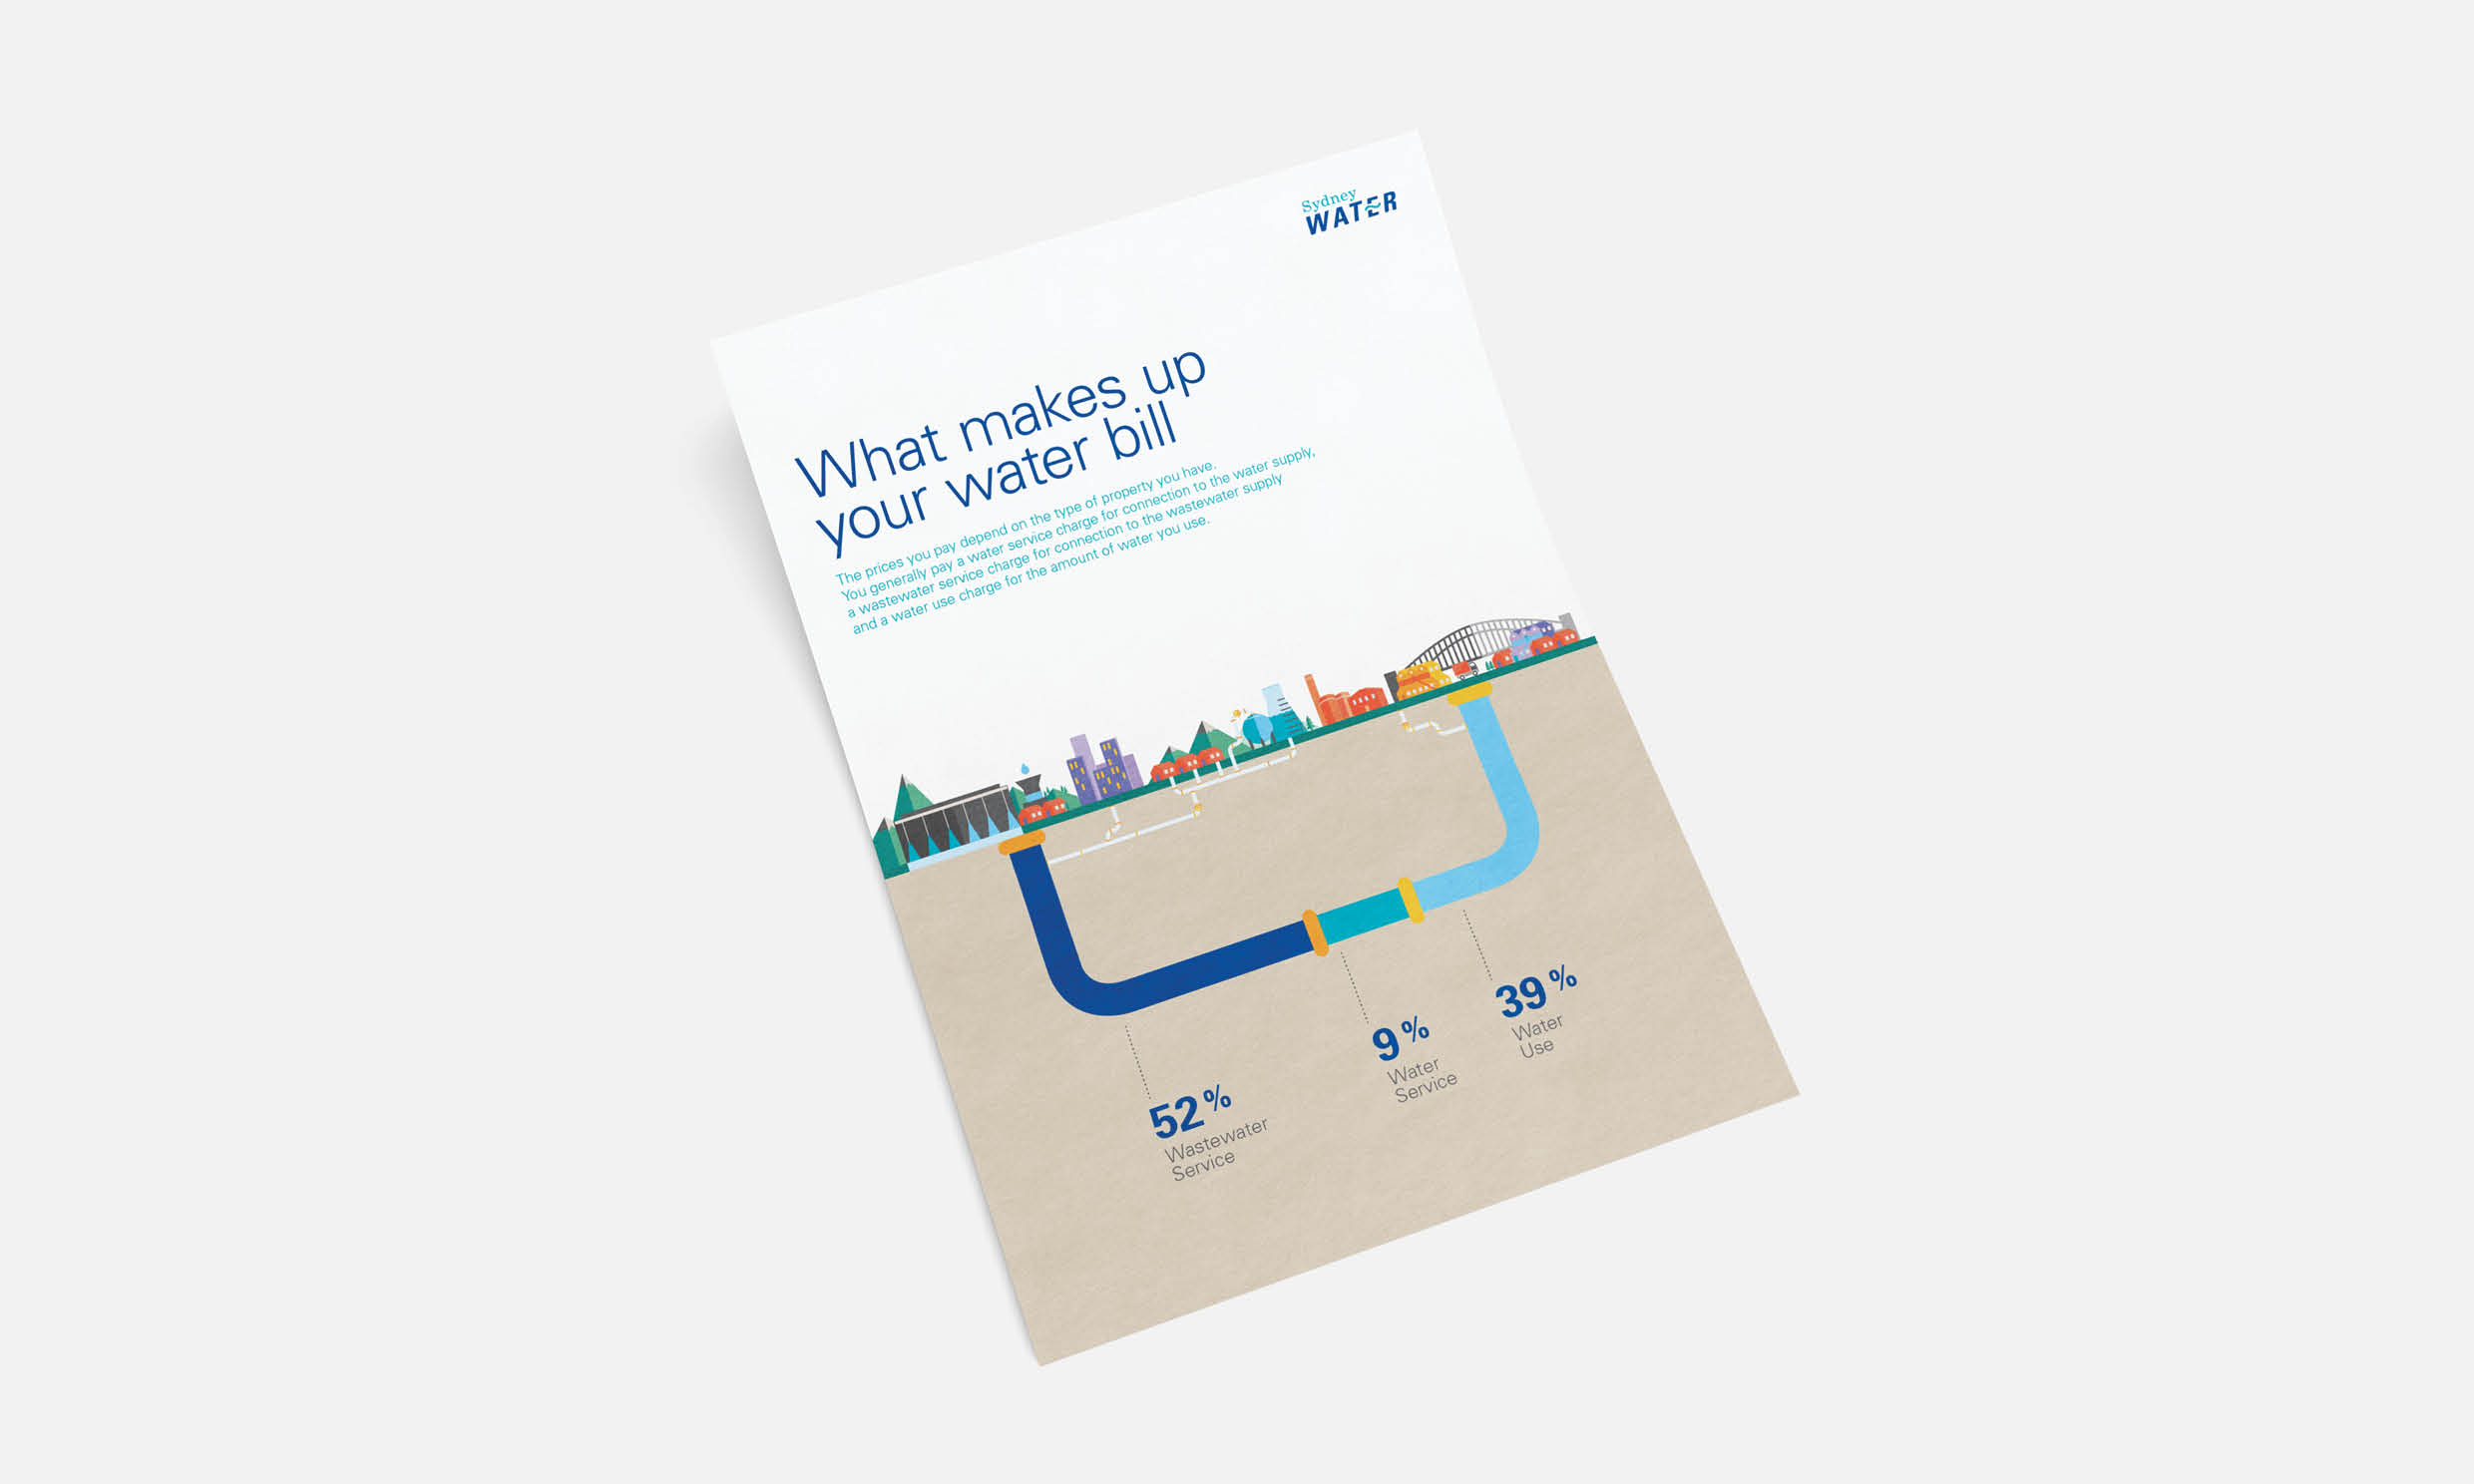 Sydney
WATER
What makes up
your water bill
The prices you pay depend on the type of property you have.
You generally pay a water service charge for connection to the water supply,
a wastewater service charge for connection to the wastewater supply
and a water use charge for the amount of water you use.
52%
Wastewater
Service
9%
Water
Service
39%
Water
Use